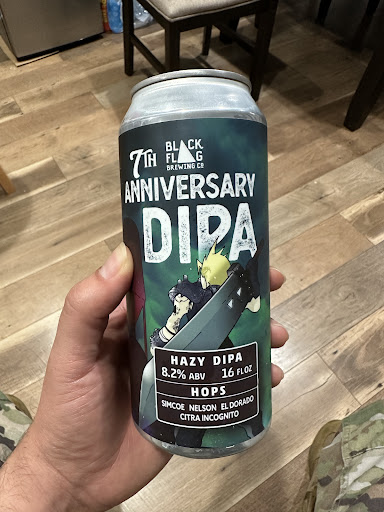 7TH BLACK
FLAG
BREWING CO
ANNIVERSARY
DIPA
HAZY DIPA
8.2% ABV 16 FL OZ
HOPS
SIMCOE NELSON EL DORADO
CITRA INCOGNITO